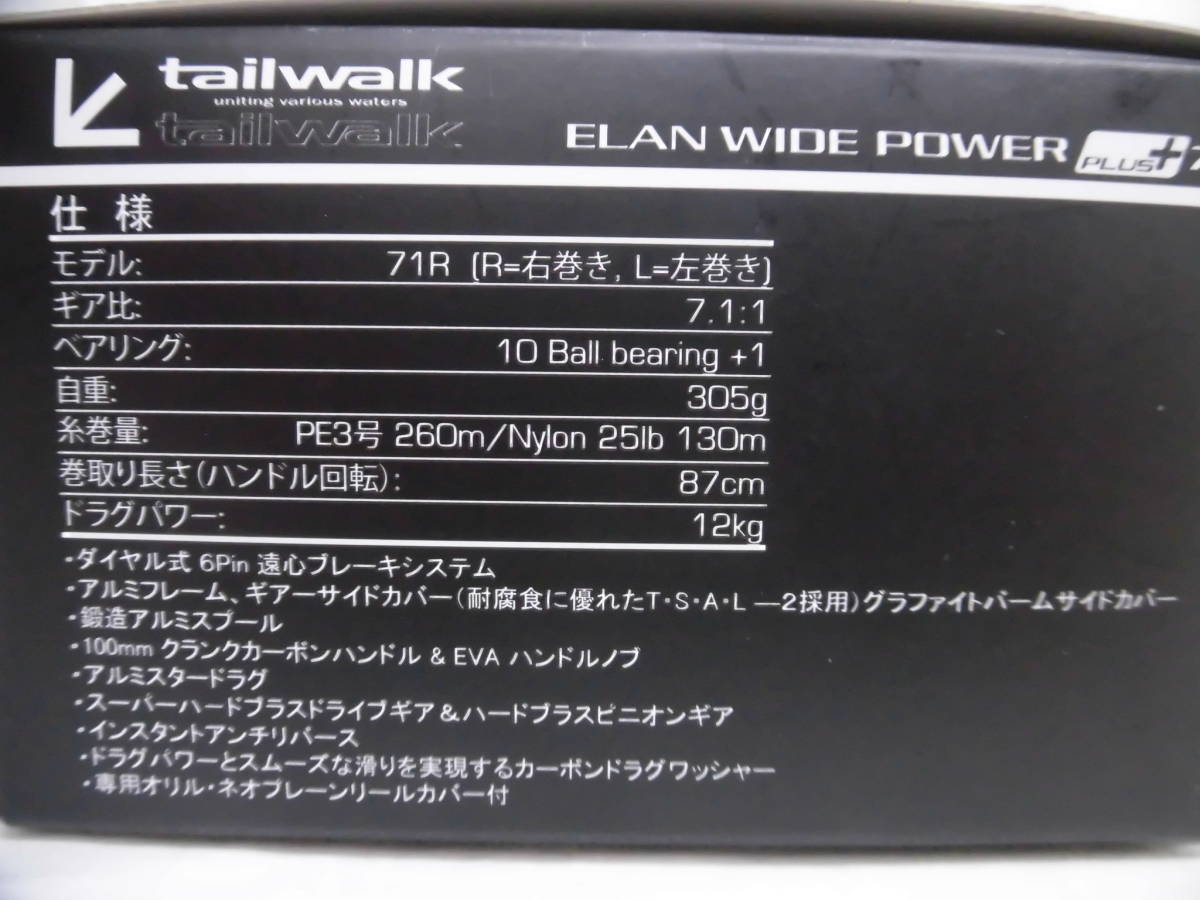 tailwalk
uniting various waters
tailwalk
ELAN WIDE POWER PLUS+ 7
仕 様
モデル: 71R (R=右巻き, L=左巻き)
ギア比: 7.1:1
ベアリング: 10 Ball bearing +1
自重: 305g
糸巻量: PE3号 260m/Nylon 25lb 130m
巻取り長さ(ハンドル回転): 87cm
ドラグパワー: 12kg
・ダイヤル式 6Pin 遠心ブレーキシステム
・アルミフレーム、ギアーサイドカバー(耐腐食に優れたT・S・A・L —2採用)グラファイトパームサイドカバー
・鍛造アルミスプール
・100mm クランクカーボンハンドル & EVA ハンドルノブ
・アルミスタードラグ
・スーパーハードブラスドライブギア&ハードブラスピニオンギア
・インスタントアンチリバース
・ドラグパワーとスムーズな滑りを実現するカーボンドラグワッシャー
・専用オリル・ネオプレーンリールカバー付